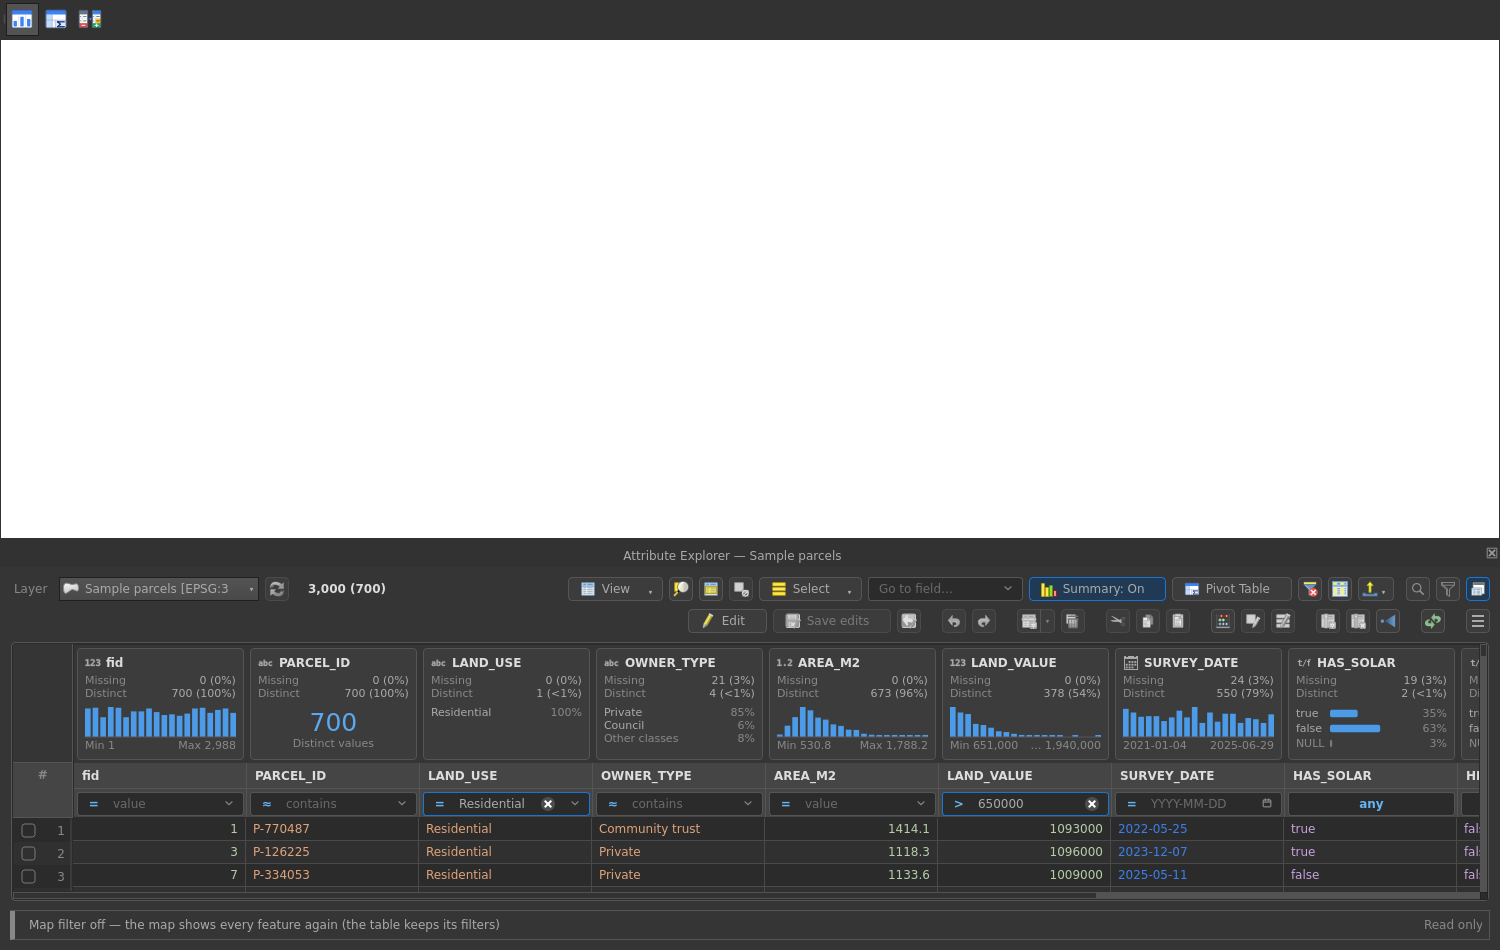 Attribute Explorer — Sample parcels
Layer Sample parcels [EPSG:3 3,000 (700) View Select Go to field... Summary: On Pivot Table
Edit Save edits
123 fid abc PARCEL_ID abc LAND_USE abc OWNER_TYPE 1.2 AREA_M2 123 LAND_VALUE SURVEY_DATE t/f HAS_SOLAR
Missing 0 (0%) Missing 0 (0%) Missing 0 (0%) Missing 21 (3%) Missing 0 (0%) Missing 0 (0%) Missing 24 (3%) Missing 19 (3%)
Distinct 700 (100%) Distinct 700 (100%) Distinct 1 (<1%) Distinct 4 (<1%) Distinct 673 (96%) Distinct 378 (54%) Distinct 550 (79%) Distinct 2 (<1%)
700 Residential 100% Private 85% true 35%
Council 6% false 63%
Distinct values Other classes 8% NULL 3%
Min 1 Max 2,988 Min 530.8 Max 1,788.2 Min 651,000 ... 1,940,000 2021-01-04 2025-06-29
# fid PARCEL_ID LAND_USE OWNER_TYPE AREA_M2 LAND_VALUE SURVEY_DATE HAS_SOLAR
= value ≈ contains = Residential ≈ contains = value > 650000 = YYYY-MM-DD any
1 1 P-770487 Residential Community trust 1414.1 1093000 2022-05-25 true fal
2 3 P-126225 Residential Private 1118.3 1096000 2023-12-07 true fal
3 7 P-334053 Residential Private 1133.6 1009000 2025-05-11 false fal
Map filter off — the map shows every feature again (the table keeps its filters) Read only